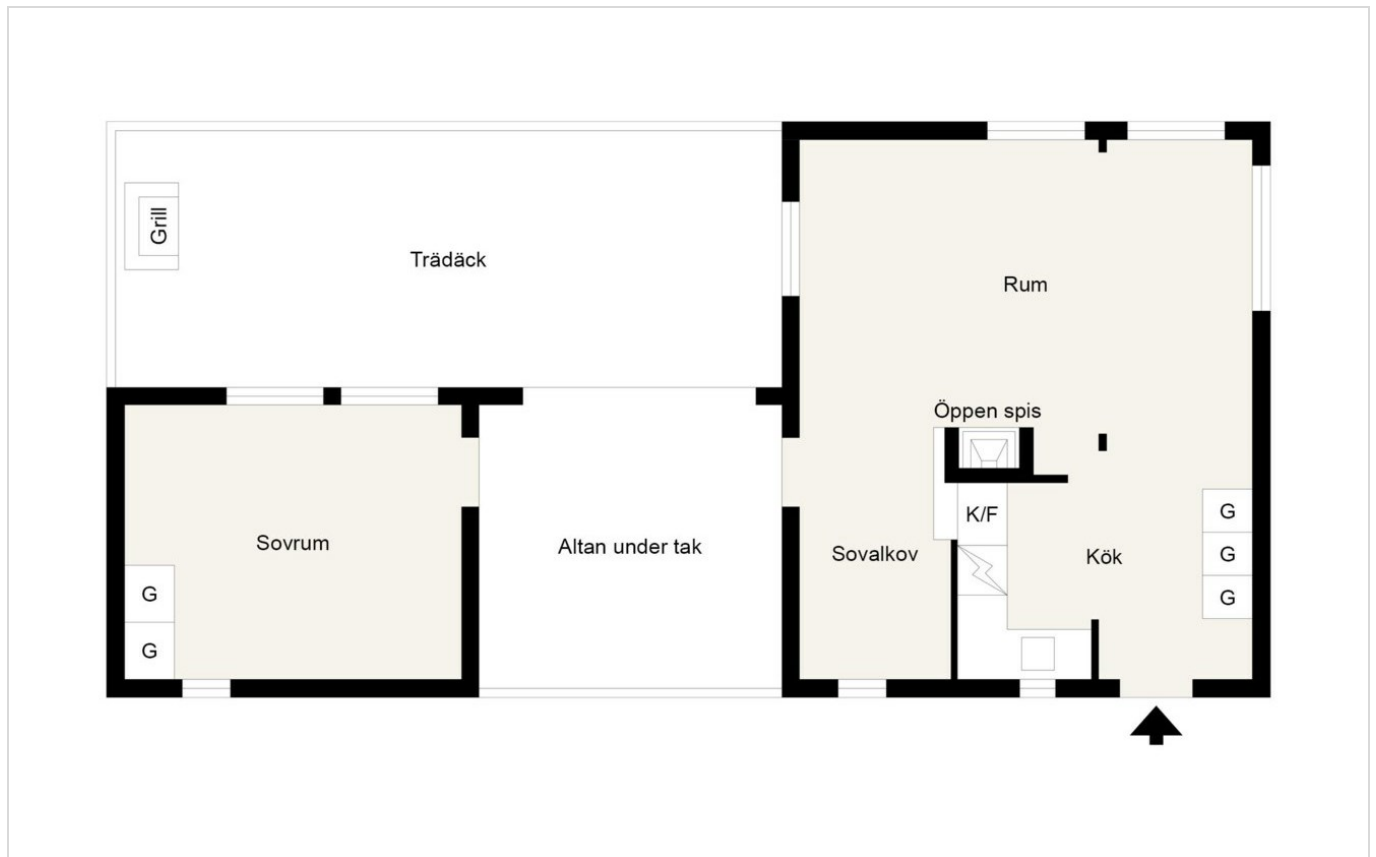 Grill
Trädäck
Rum
Öppen spis
K/F
G
Sovrum
Altan under tak
Sovalkov
Kök
G
G
G
G